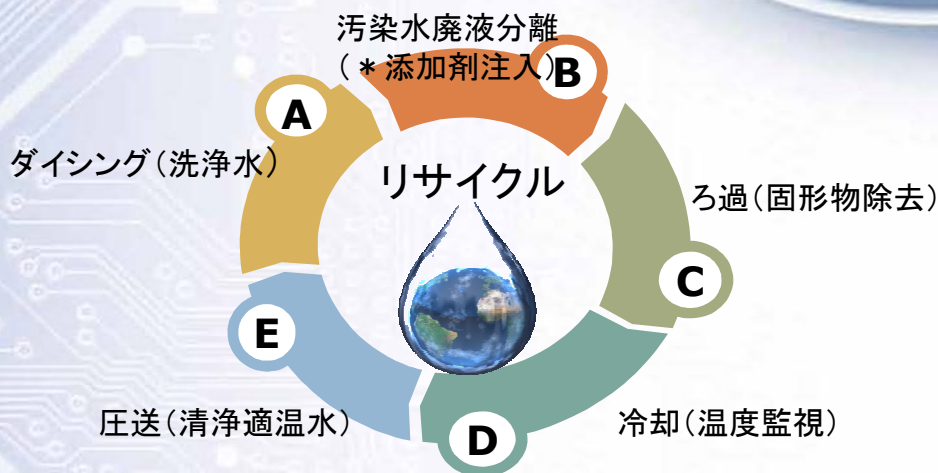 汚染水廃液分離
(＊添加剤注入)
B
A
ダイシング(洗浄水)
リサイクル
ろ過(固形物除去)
C
E
圧送(清浄適温水)
D
冷却(温度監視)